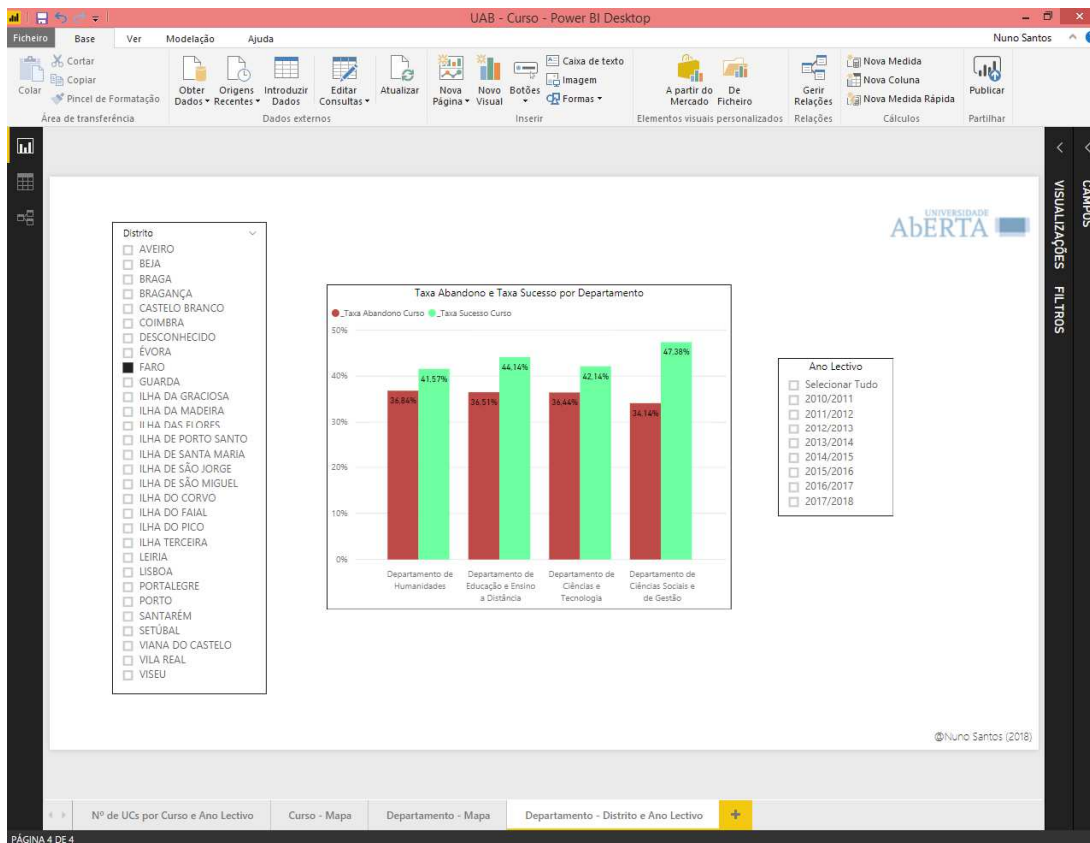 UAB - Curso - Power BI Desktop
Ficheiro Base Ver Modelação Ajuda Nuno Santos
Colar
Cortar
Copiar
Pincel de Formatação
Área de transferência
Obter Dados
Origens Recentes
Introduzir Dados
Editar Consultas
Atualizar
Dados externos
Nova Página
Novo Visual
Botões
Caixa de texto
Imagem
Formas
Inserir
A partir do Mercado
De Ficheiro
Elementos visuais personalizados
Gerir Relações
Relações
Nova Medida
Nova Coluna
Nova Medida Rápida
Cálculos
Publicar
Partilhar
VISUALIZAÇÕES
FILTROS
CAMPOS
UNIVERSIDADE
AbERTA
Distrito
AVEIRO
BEJA
BRAGA
BRAGANÇA
CASTELO BRANCO
COIMBRA
DESCONHECIDO
ÉVORA
FARO
GUARDA
ILHA DA GRACIOSA
ILHA DA MADEIRA
ILHA DAS FLORES
ILHA DE PORTO SANTO
ILHA DE SANTA MARIA
ILHA DE SÃO JORGE
ILHA DE SÃO MIGUEL
ILHA DO CORVO
ILHA DO FAIAL
ILHA DO PICO
ILHA TERCEIRA
LEIRIA
LISBOA
PORTALEGRE
PORTO
SANTARÉM
SETÚBAL
VIANA DO CASTELO
VILA REAL
VISEU
Taxa Abandono e Taxa Sucesso por Departamento
_Taxa Abandono Curso _Taxa Sucesso Curso
50%
40%
30%
20%
10%
0%
36,84% 41,57% 36,51% 44,14% 36,44% 42,14% 34,14% 47,38%
Departamento de
Humanidades
Departamento de
Educação e Ensino
a Distância
Departamento de
Ciências e
Tecnologia
Departamento de
Ciências Sociais e
de Gestão
Ano Lectivo
Selecionar Tudo
2010/2011
2011/2012
2012/2013
2013/2014
2014/2015
2015/2016
2016/2017
2017/2018
@Nuno Santos (2018)
Nº de UCs por Curso e Ano Lectivo Curso - Mapa Departamento - Mapa Departamento - Distrito e Ano Lectivo
PÁGINA 4 DE 4